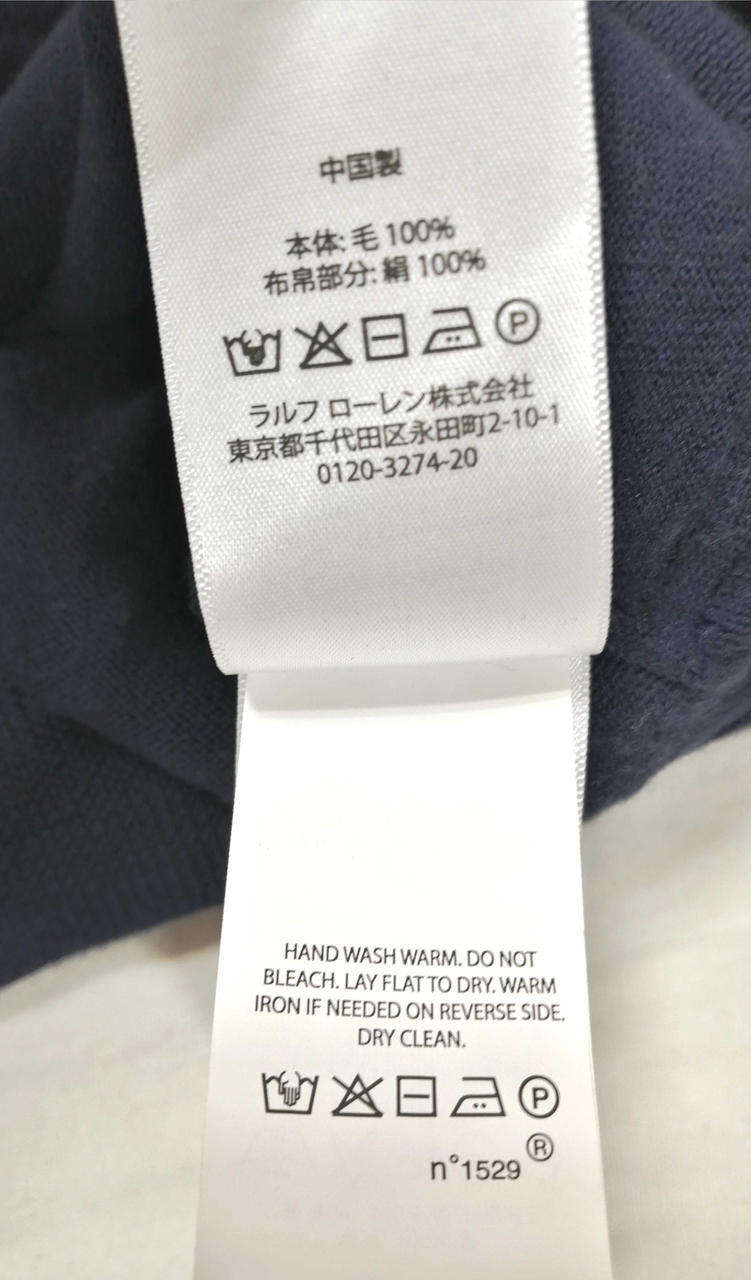 中国製
本体: 毛 100%
布帛部分: 絹 100%
P
ラルフ ローレン株式会社
東京都千代田区永田町2-10-1
0120-3274-20
HAND WASH WARM. DO NOT
BLEACH. LAY FLAT TO DRY. WARM
IRON IF NEEDED ON REVERSE SIDE.
DRY CLEAN.
P
n°1529 ®